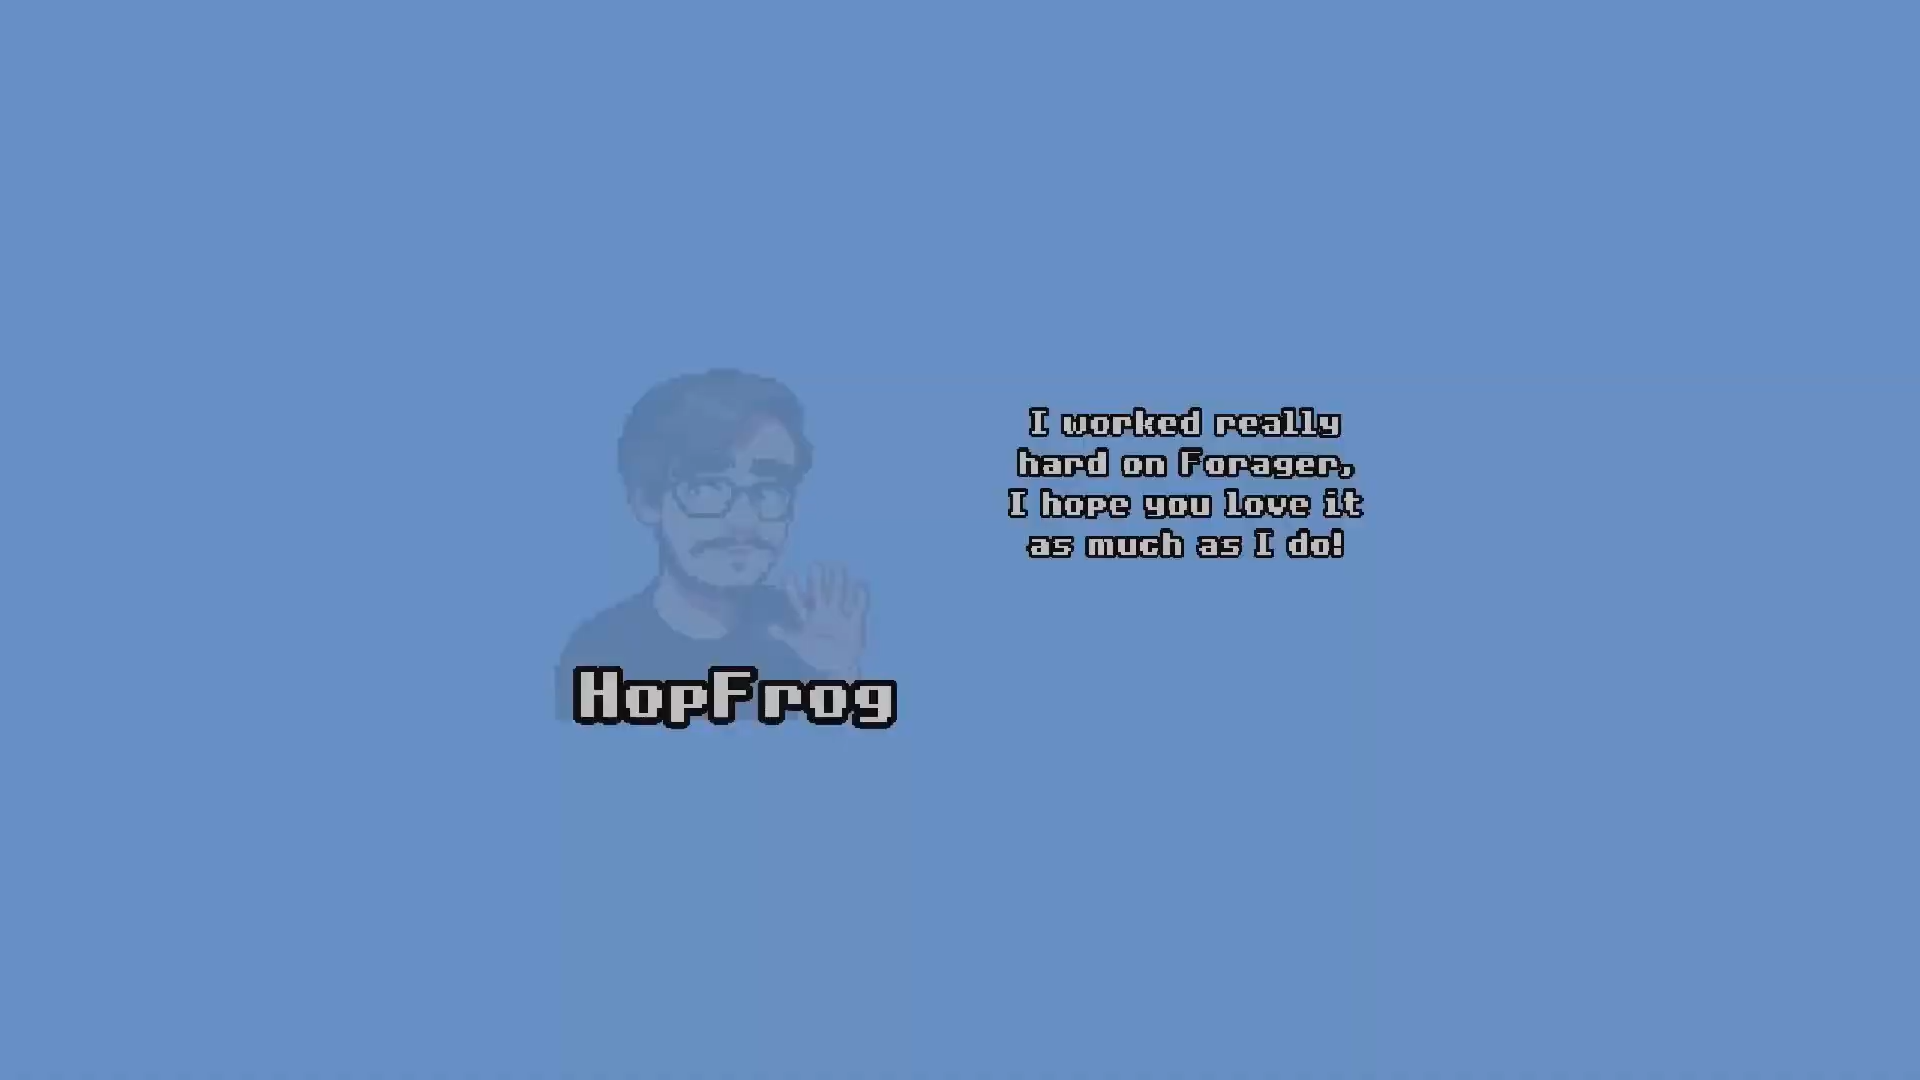 I worked really
hard on Forager,
I hope you love it
as much as I do!
HopFrog